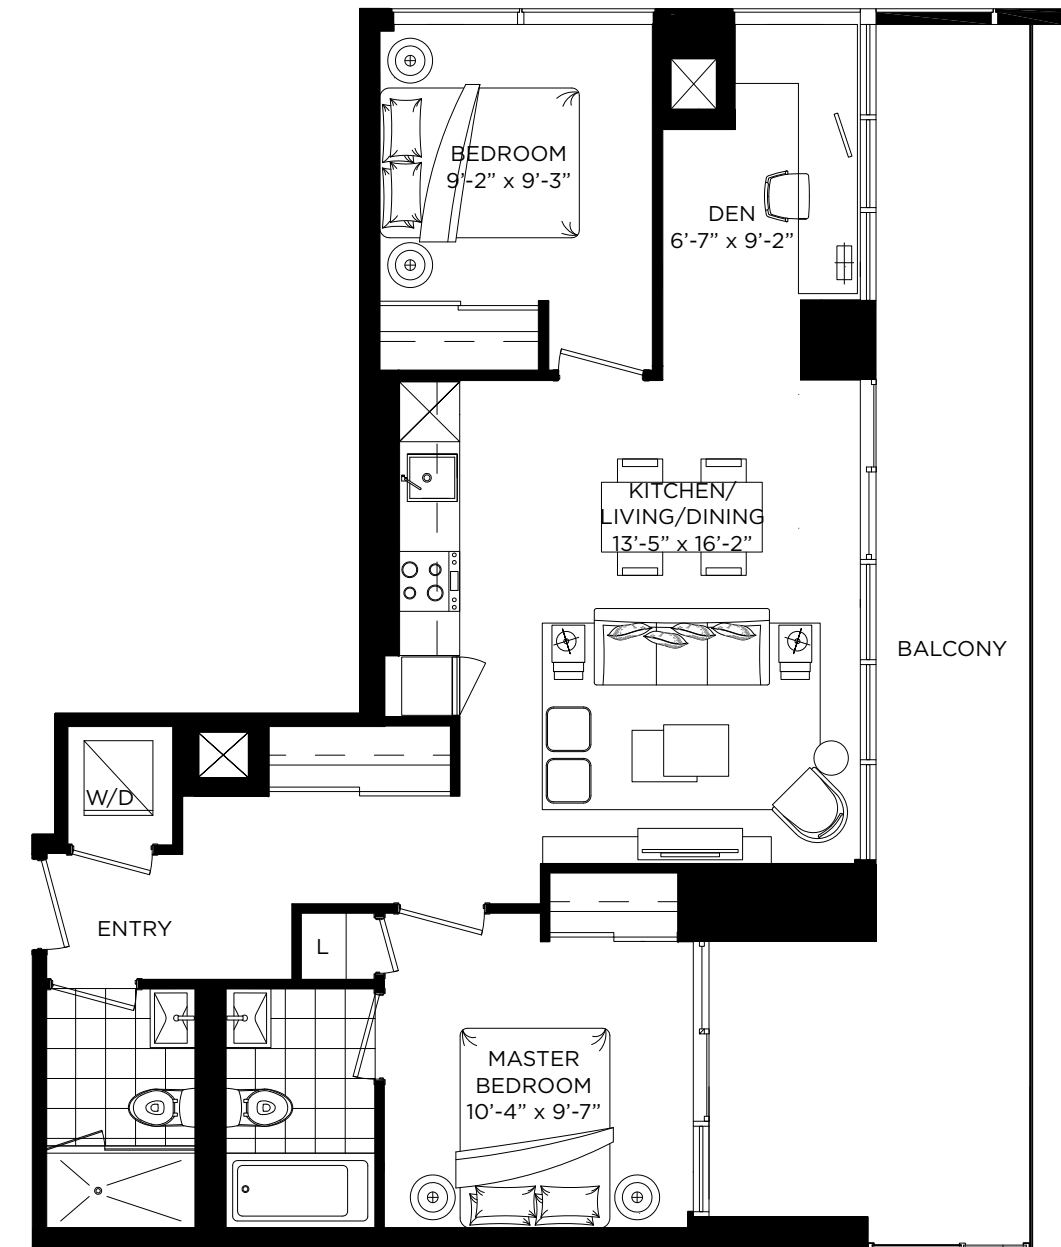 BEDROOM
9’-2” x 9’-3”
DEN
6’-7” x 9’-2”
KITCHEN/
LIVING/DINING
13’-5” x 16’-2”
BALCONY
W/D
ENTRY
L
MASTER
BEDROOM
10’-4” x 9’-7”